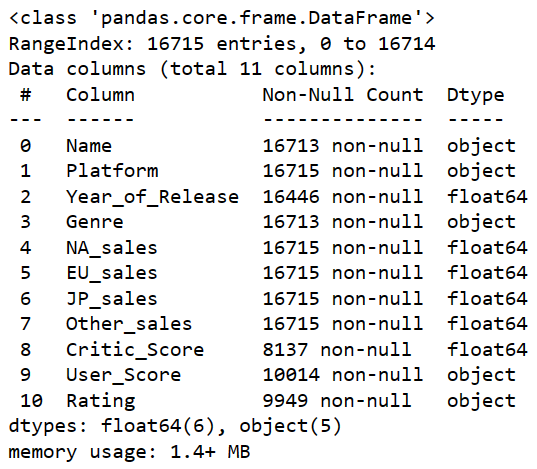 <class 'pandas.core.frame.DataFrame'>
RangeIndex: 16715 entries, 0 to 16714
Data columns (total 11 columns):
 #   Column           Non-Null Count  Dtype
---  ------           --------------  -----
 0   Name             16713 non-null  object
 1   Platform         16715 non-null  object
 2   Year_of_Release  16446 non-null  float64
 3   Genre            16713 non-null  object
 4   NA_sales         16715 non-null  float64
 5   EU_sales         16715 non-null  float64
 6   JP_sales         16715 non-null  float64
 7   Other_sales      16715 non-null  float64
 8   Critic_Score     8137 non-null   float64
 9   User_Score       10014 non-null  object
 10  Rating           9949 non-null   object
dtypes: float64(6), object(5)
memory usage: 1.4+ MB